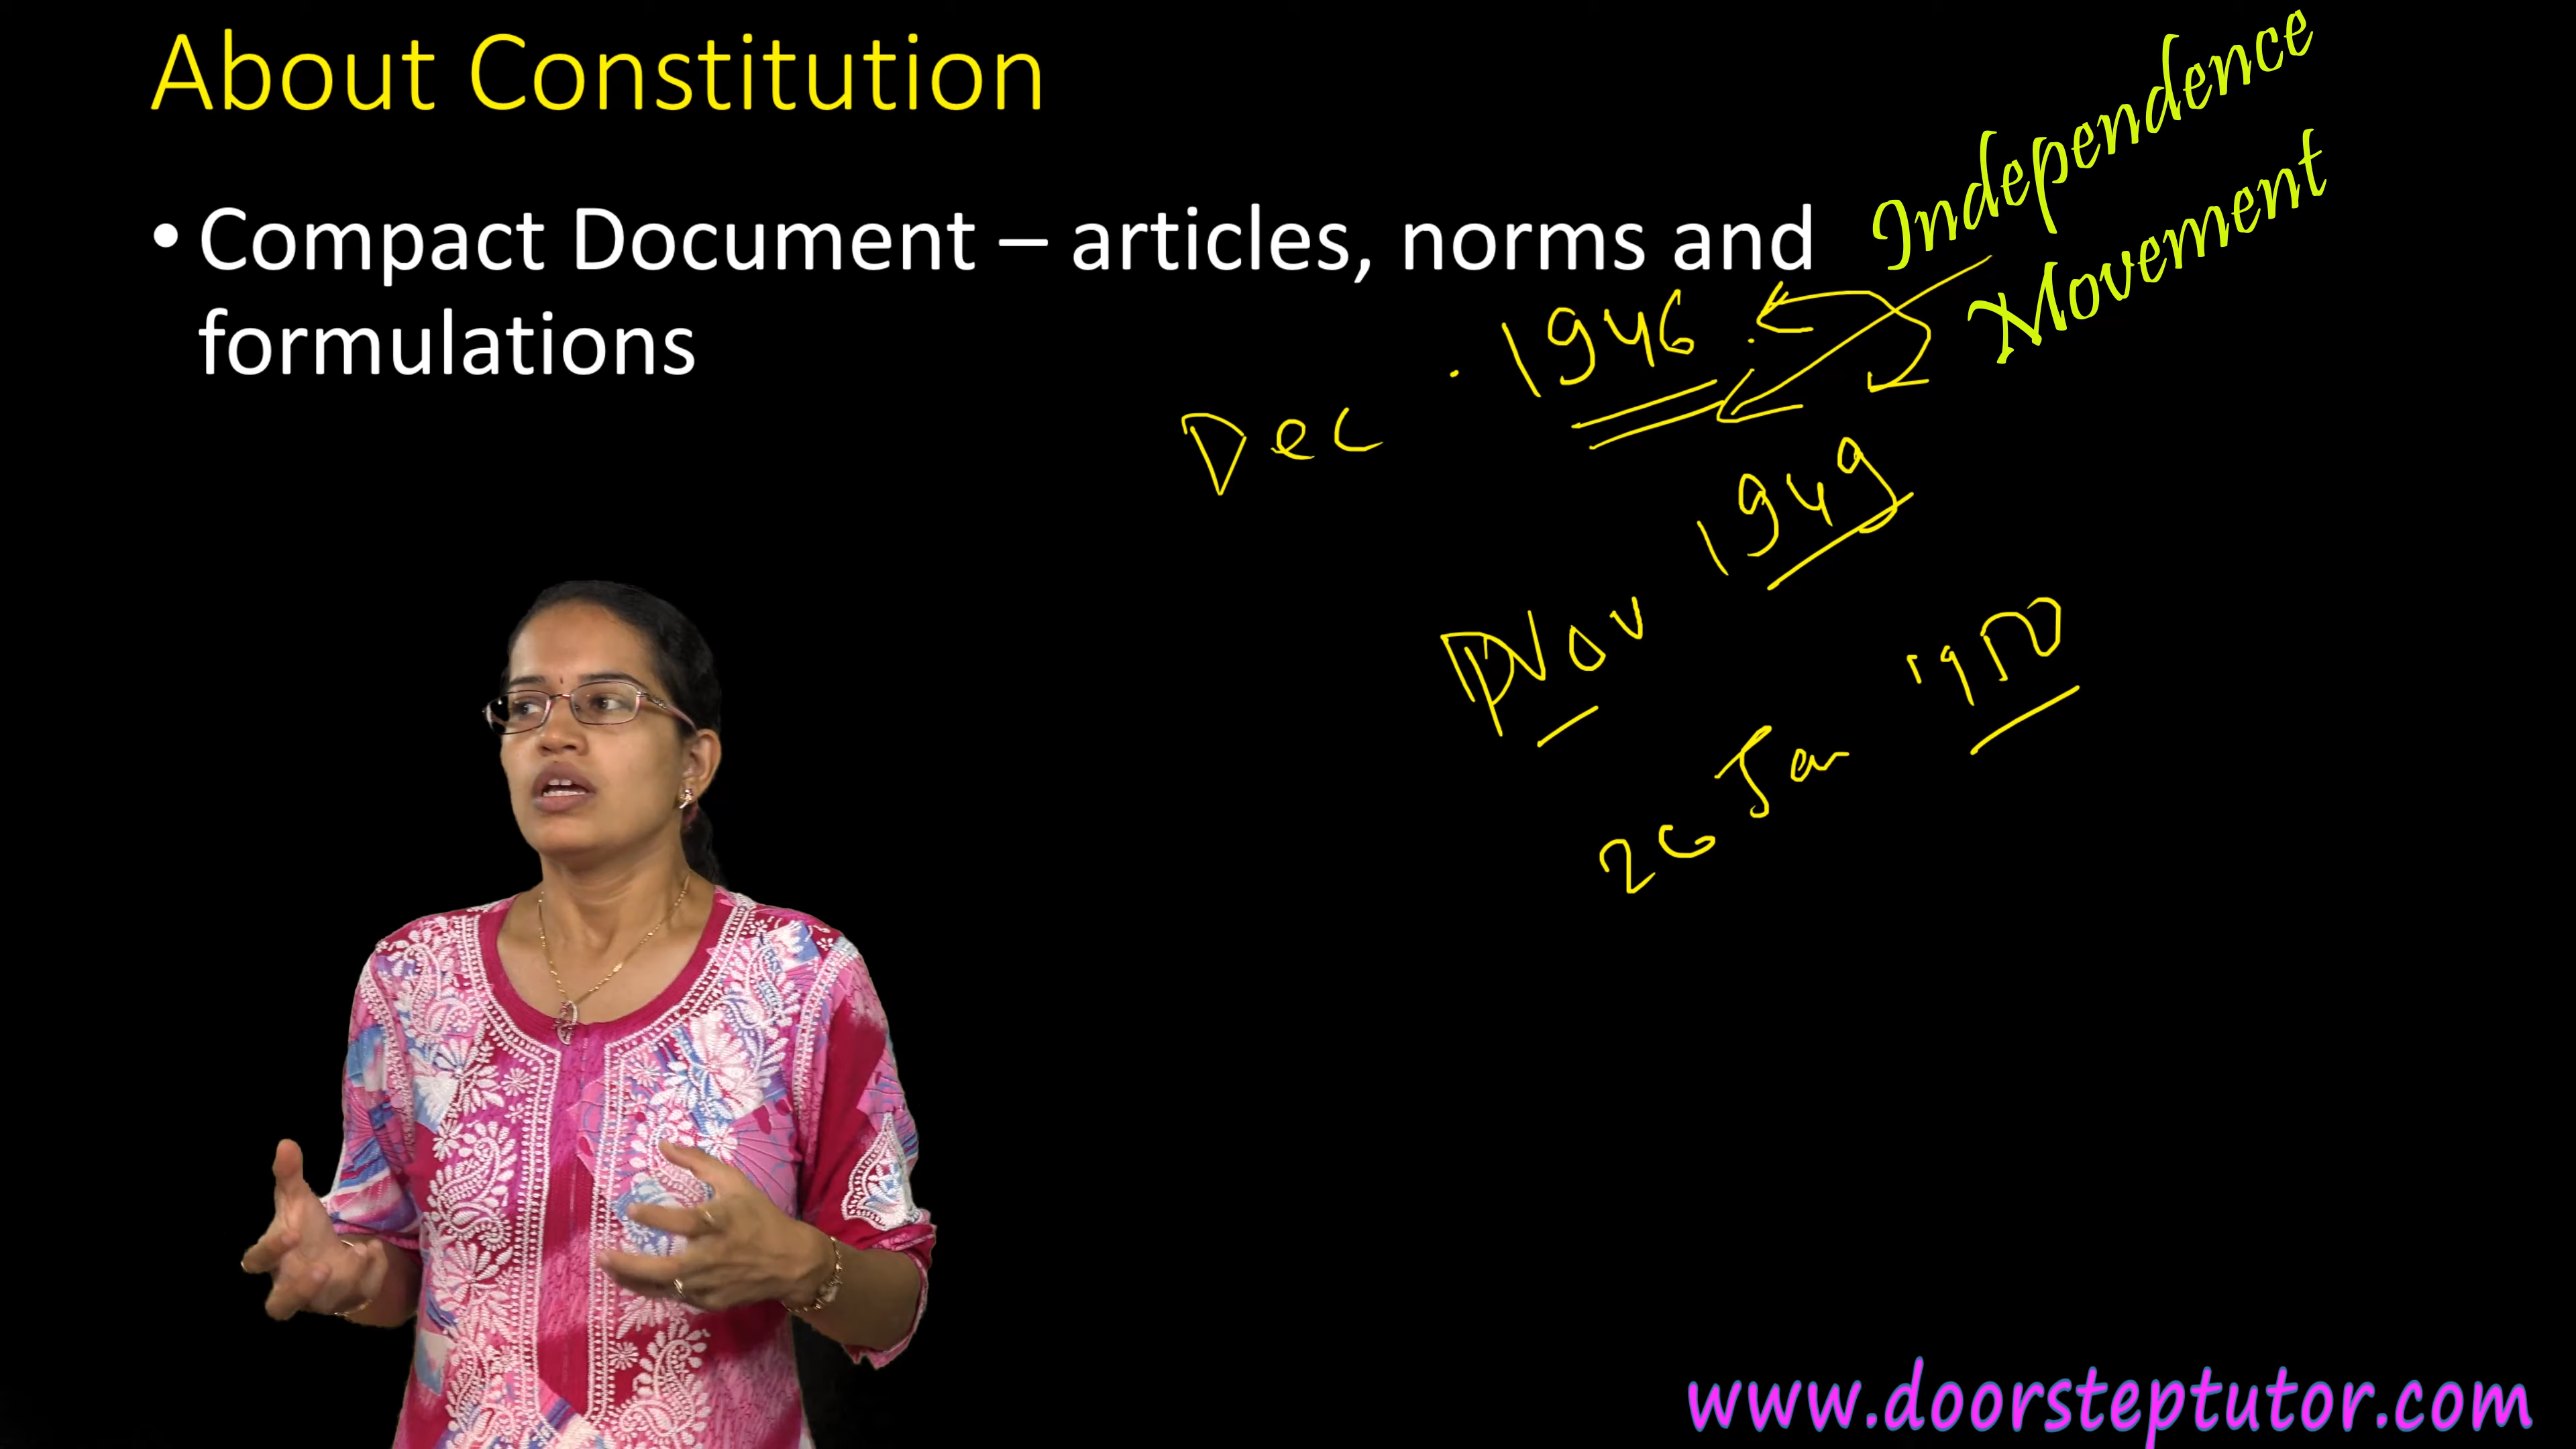 About Constitution
• Compact Document – articles, norms and
formulations
Independence
Movement
Dec 1946
Nov 1949
26 Jan 1950
www.doorsteptutor.com